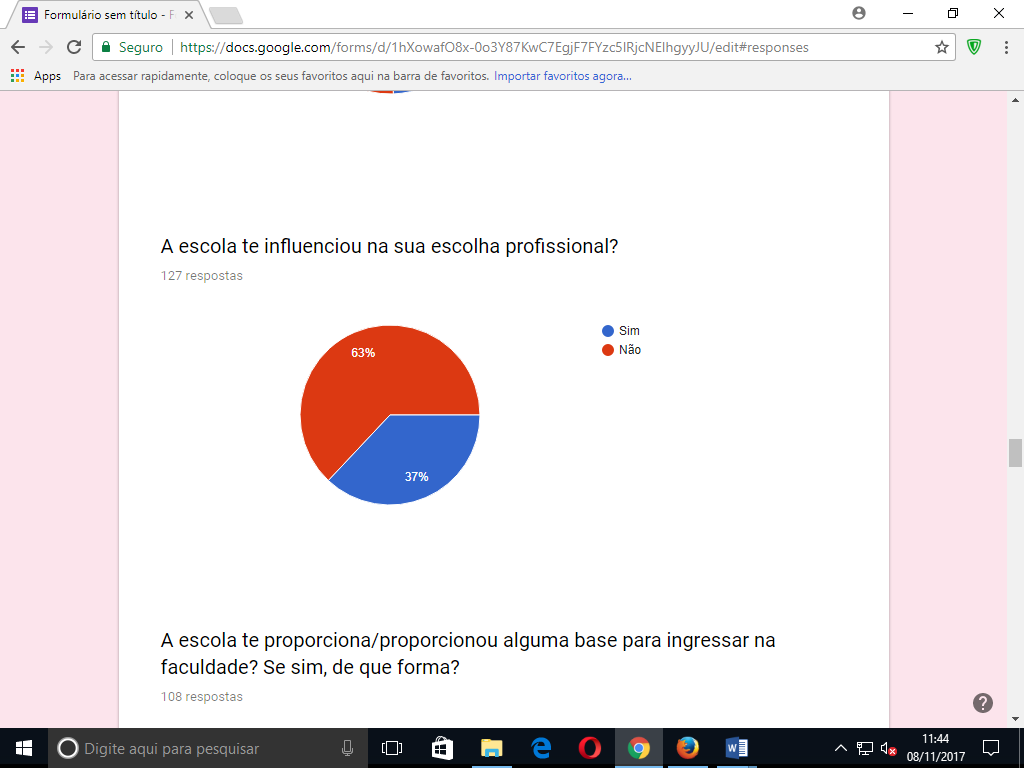 Formulário sem título - F
Seguro
https://docs.google.com/forms/d/1hXowafO8x-0o3Y87KwC7EgjF7FYzc5lRjcNElhgyyJU/edit#responses
Apps
Para acessar rapidamente, coloque os seus favoritos aqui na barra de favoritos. Importar favoritos agora...
A escola te influenciou na sua escolha profissional?
127 respostas
Sim
Não
63%
37%
A escola te proporciona/proporcionou alguma base para ingressar na
faculdade? Se sim, de que forma?
108 respostas
Digite aqui para pesquisar
11:44
08/11/2017